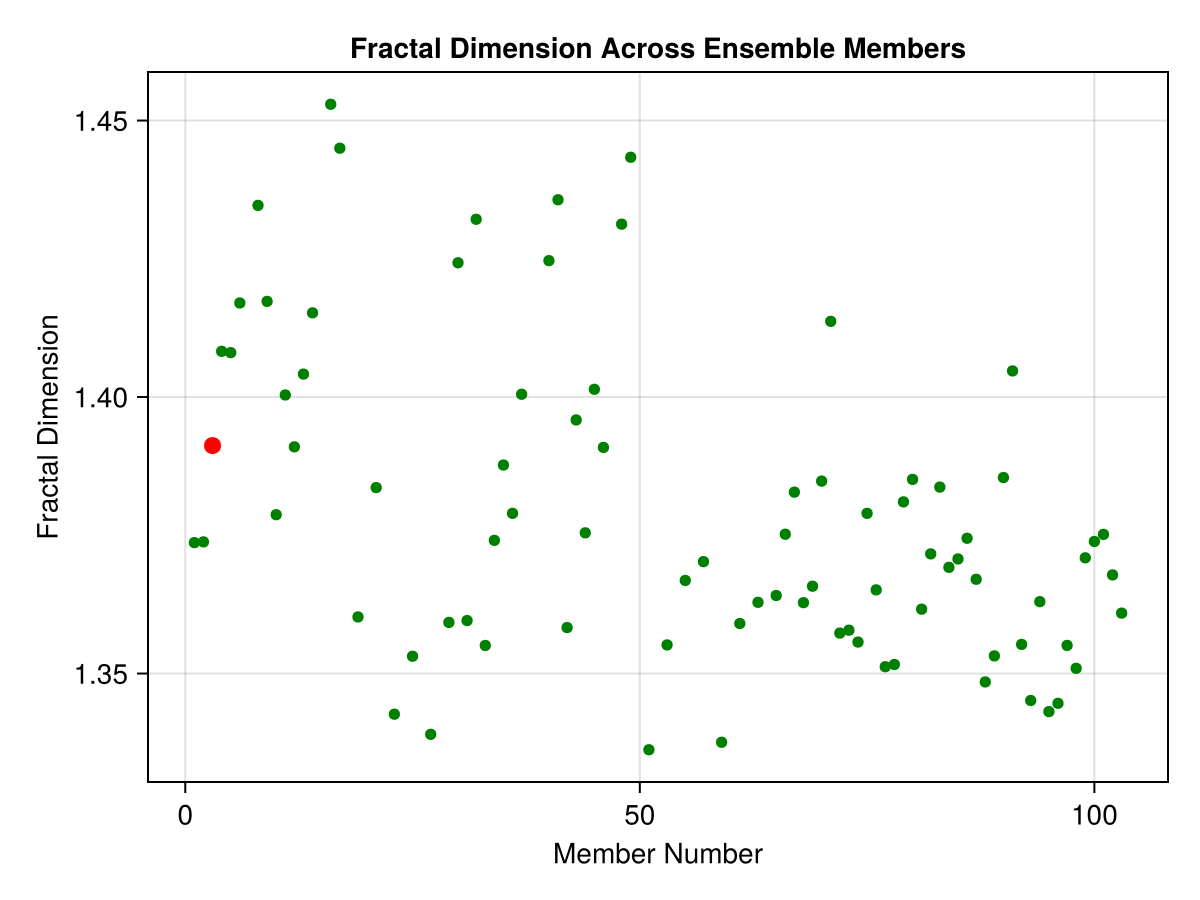 Fractal Dimension Across Ensemble Members
1.45
1.40
1.35
Fractal Dimension
0 50 100
Member Number